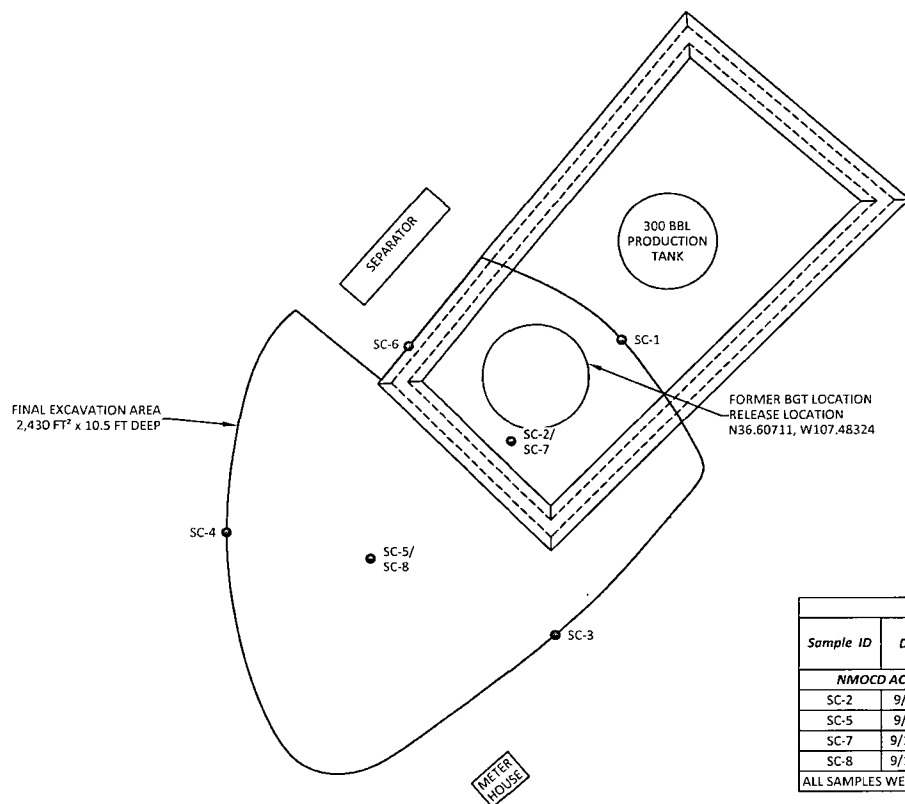 300 BBL
PRODUCTION
TANK
SEPARATOR
SC-6
SC-1
FINAL EXCAVATION AREA
2,430 FT² x 10.5 FT DEEP
FORMER BGT LOCATION
RELEASE LOCATION
N36.60711, W107.48324
SC-2/
SC-7
SC-4
SC-5/
SC-8
SC-3
METER
HOUSE
Sample ID
NMOCD AC
SC-2 9/
SC-5 9/
SC-7
SC-8
ALL SAMPLES WE